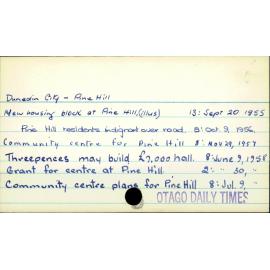 Dunedin City - Pine Hill
New housing block at Pine Hill, (illus) 13: Sept 20 1955
Pine Hill residents indignant over road. 8: Oct. 9, 1956.
Community centre for Pine Hill 8: Nov 29, 1957
Threepences may build £7,000 hall. 8: June 9, 1958
Grant for centre at Pine Hill. 2: " 30, "
Community centre plans for Pine Hill 8: Jul. 9, "
OTAGO DAILY TIMES